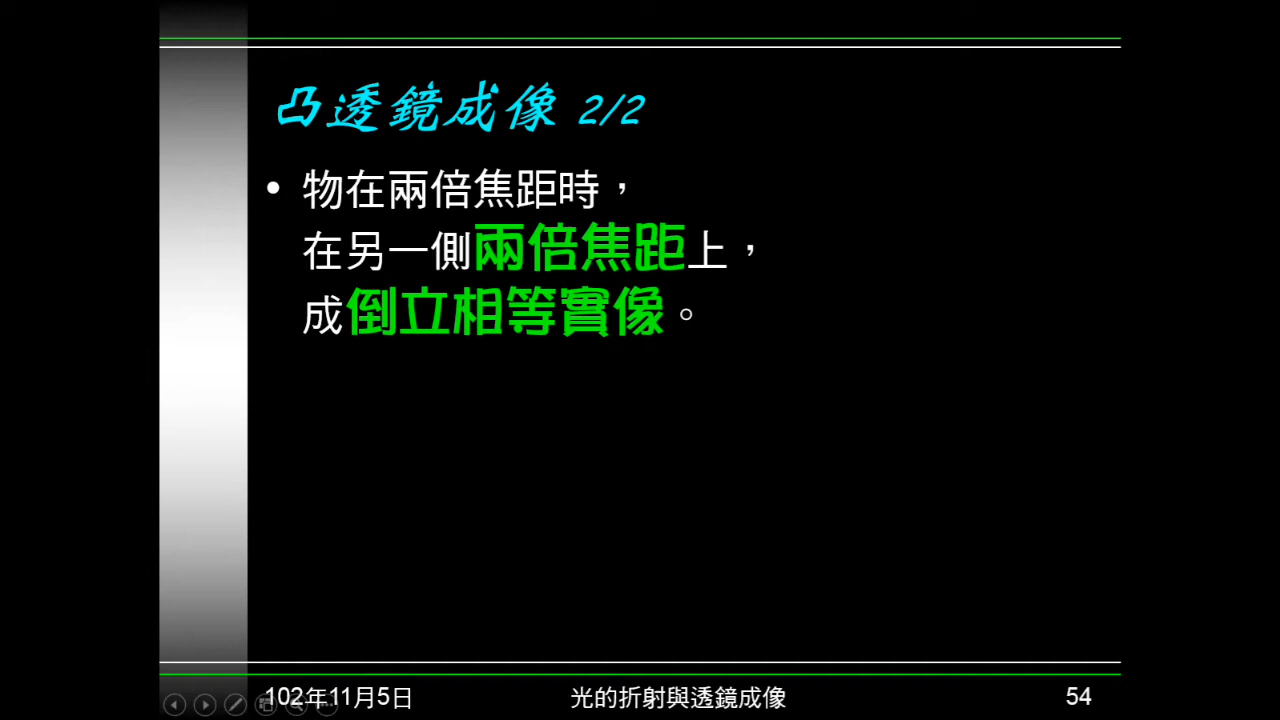 凸透鏡成像 2/2
• 物在兩倍焦距時，
在另一側兩倍焦距上，
成倒立相等實像。
102年11月5日
光的折射與透鏡成像
54